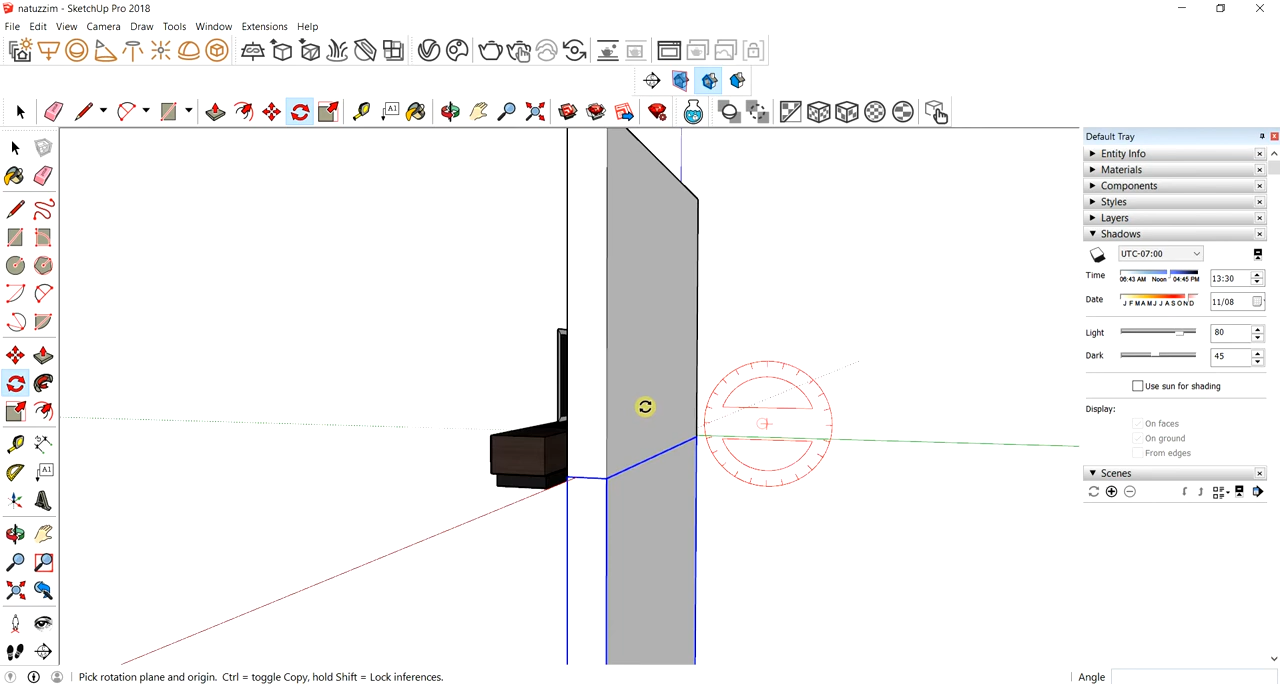 natuzzim - SketchUp Pro 2018
File Edit View Camera Draw Tools Window Extensions Help
A1
Default Tray
Entity Info
Materials
Components
Styles
Layers
Shadows
UTC-07:00
Time 06:43 AM Noon 04:45 PM 13:30
Date J F M A M J J A S O N D 11/08
Light 80
Dark 45
Use sun for shading
Display:
On faces
On ground
From edges
Scenes
A1
Pick rotation plane and origin. Ctrl = toggle Copy, hold Shift = Lock inferences.
Angle